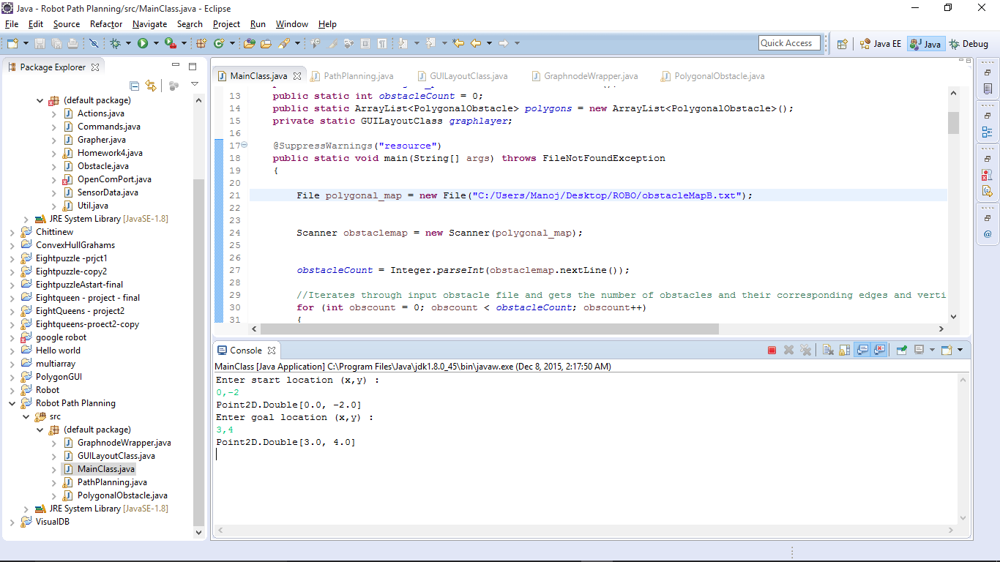 Java - Robot Path Planning/src/MainClass.java - Eclipse
File Edit Source Refactor Navigate Search Project Run Window Help
Quick Access Java EE Java Debug
Package Explorer
(default package)
Actions.java
Commands.java
Grapher.java
Homework4.java
Obstacle.java
OpenComPort.java
SensorData.java
Util.java
JRE System Library [JavaSE-1.8]
Chittinew
ConvexHullGrahams
Eightpuzzle -prjct1
Eightpuzzle-copy2
EightpuzzleAstart-final
Eightqueen - project - final
EightQueens - project2
Eightqueens-proect2-copy
google robot
Hello world
multiarray
PolygonGUI
Robot
Robot Path Planning
src
(default package)
GraphnodeWrapper.java
GUILayoutClass.java
MainClass.java
PathPlanning.java
PolygonalObstacle.java
JRE System Library [JavaSE-1.8]
VisualDB
MainClass.java PathPlanning.java GUILayoutClass.java GraphnodeWrapper.java PolygonalObstacle.java
13 public static int obstacleCount = 0;
14 public static ArrayList<PolygonalObstacle> polygons = new ArrayList<PolygonalObstacle>();
15 private static GUILayoutClass graphlayer;
16
17 @SuppressWarnings("resource")
18 public static void main(String[] args) throws FileNotFoundException
19 {
20
21 File polygonal_map = new File("C:/Users/Manoj/Desktop/ROBO/obstacleMapB.txt");
22
23
24 Scanner obstaclemap = new Scanner(polygonal_map);
25
26
27 obstacleCount = Integer.parseInt(obstaclemap.nextLine());
28
29 //Iterates through input obstacle file and gets the number of obstacles and their corresponding edges and verti
30 for (int obscount = 0; obscount < obstacleCount; obscount++)
31 {
Console
MainClass [Java Application] C:\Program Files\Java\jdk1.8.0_45\bin\javaw.exe (Dec 8, 2015, 2:17:50 AM)
Enter start location (x,y) :
0,-2
Point2D.Double[0.0, -2.0]
Enter goal location (x,y) :
3,4
Point2D.Double[3.0, 4.0]